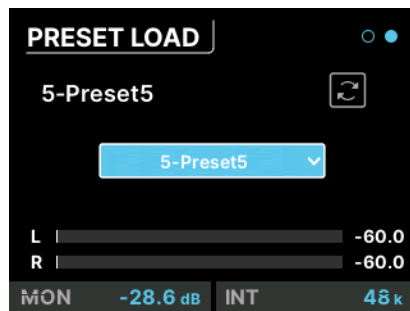 PRESET LOAD
5-Preset5
5-Preset5
L -60.0
R -60.0
MON -28.6 dB INT 48 K